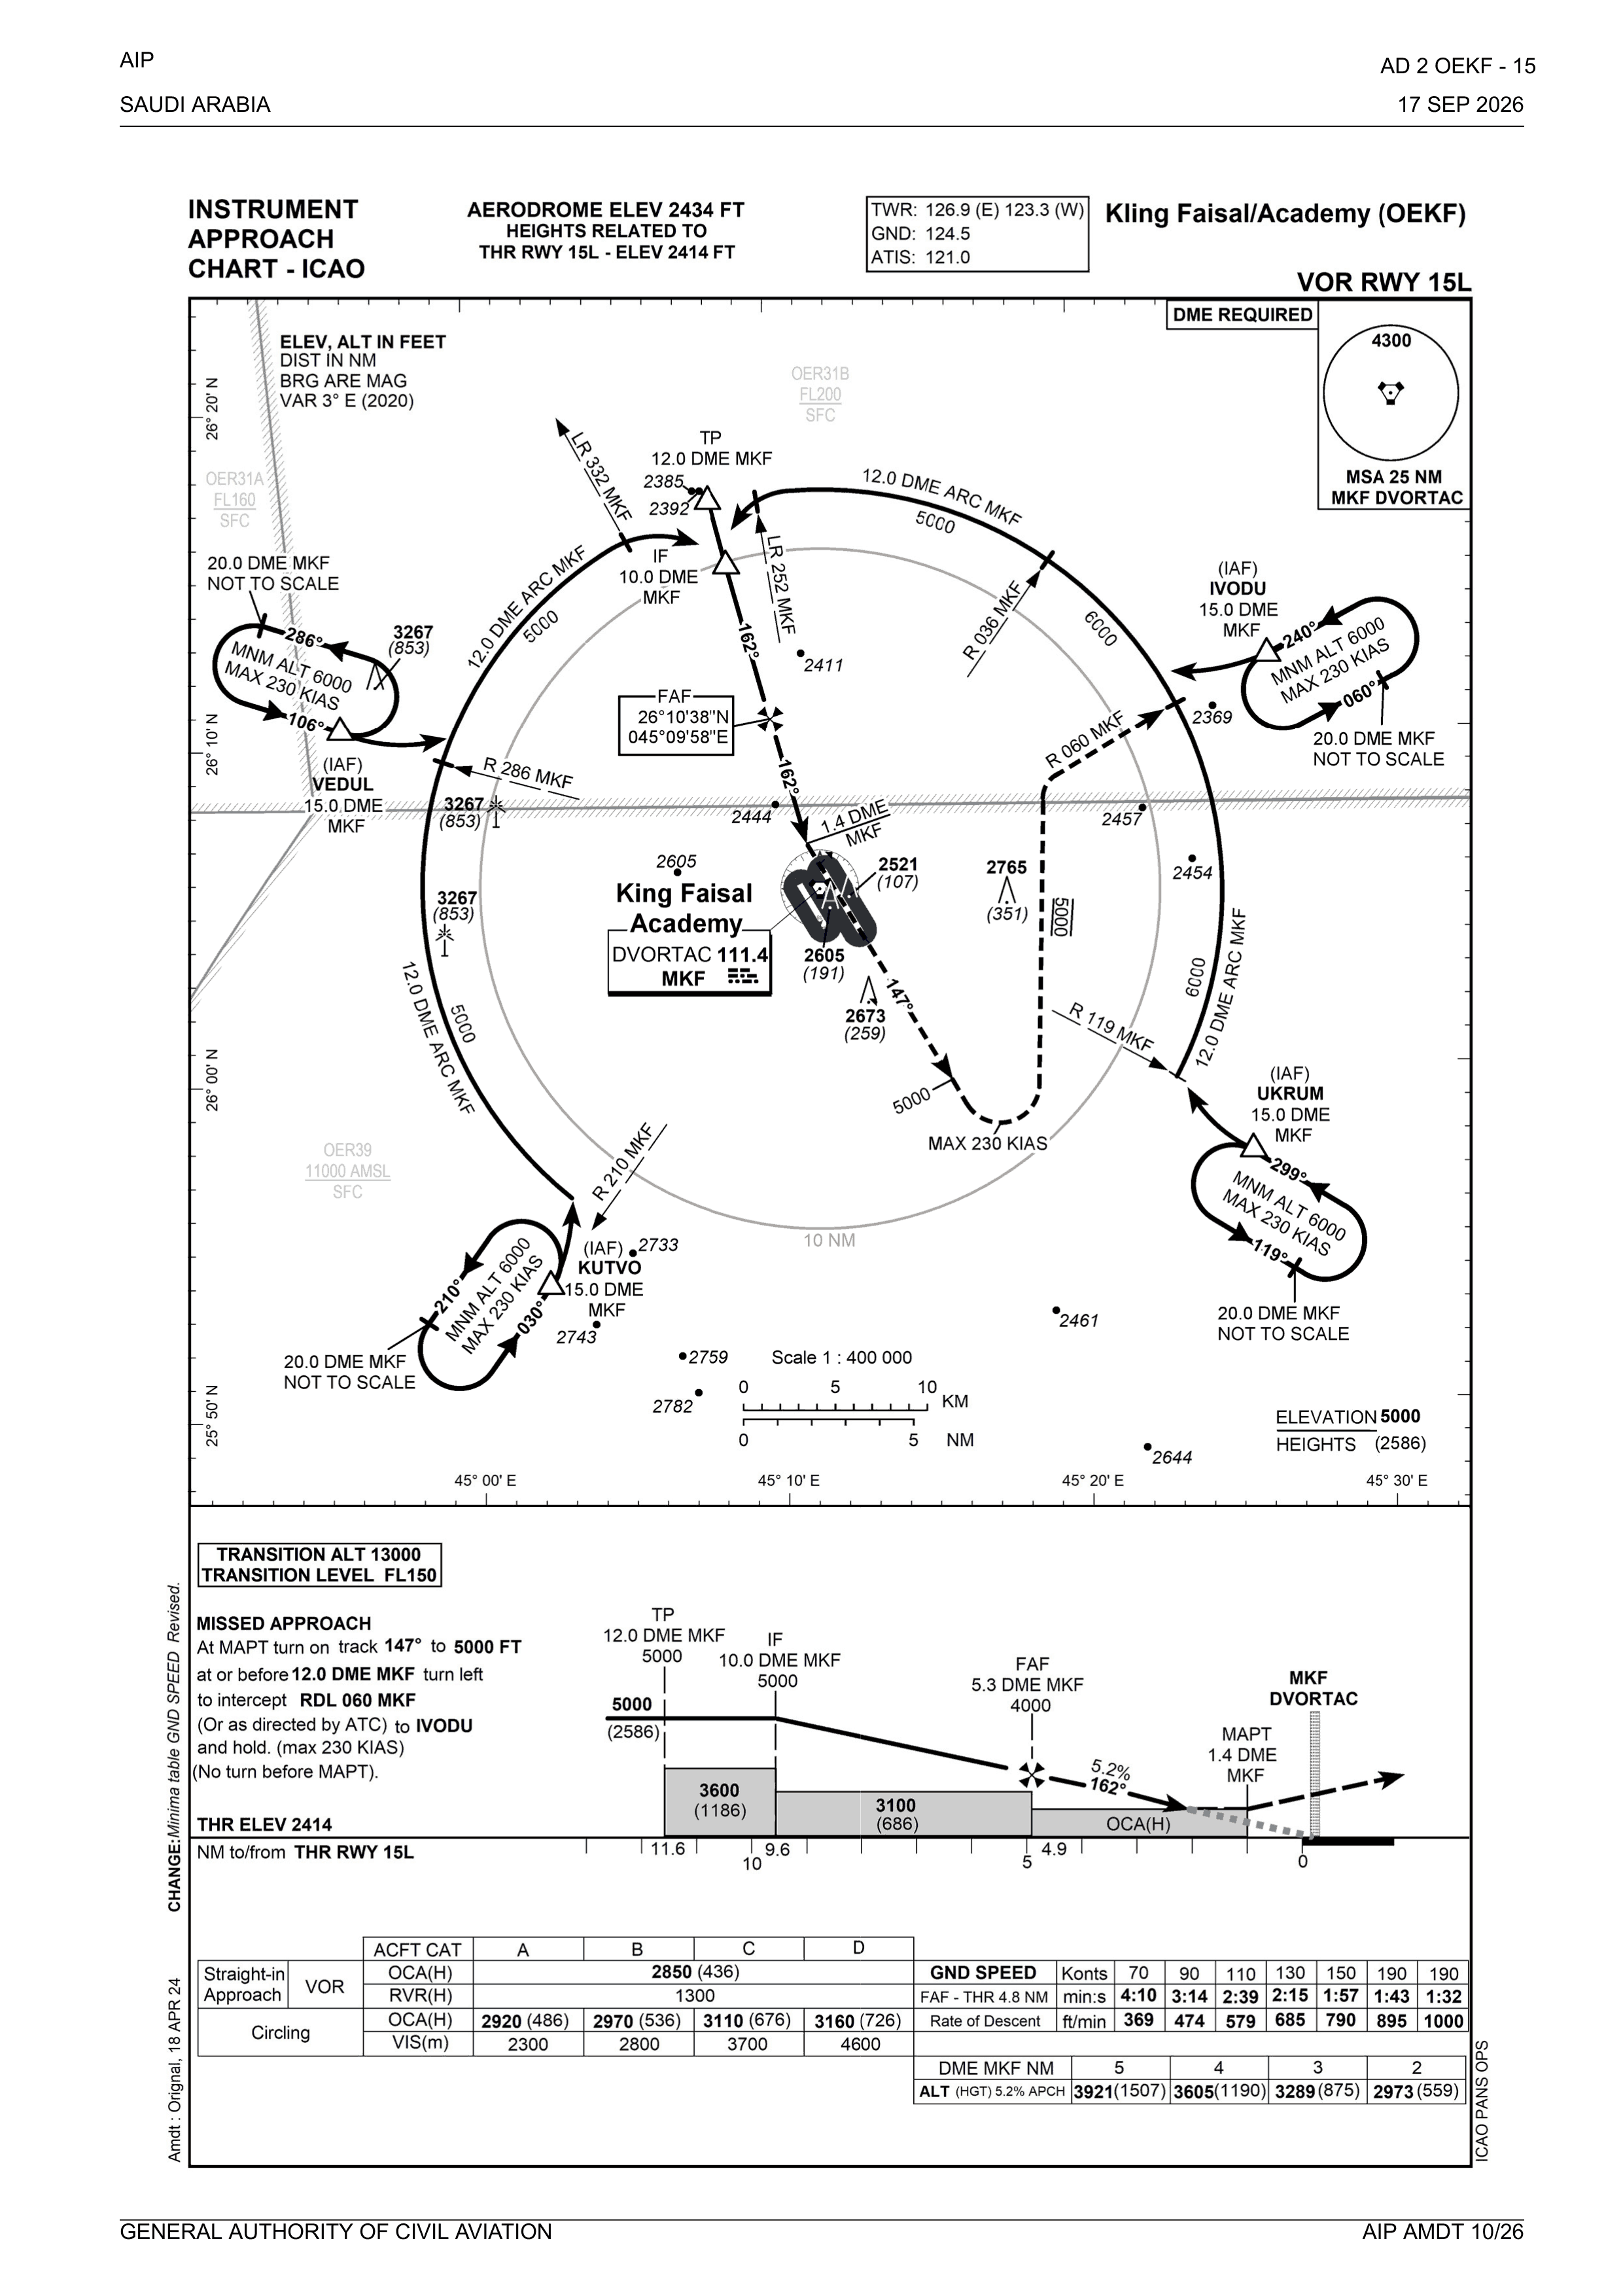 AIP
AD 2 OEKF - 15
SAUDI ARABIA
17 SEP 2026
INSTRUMENT
APPROACH
CHART - ICAO
AERODROME ELEV 2434 FT
HEIGHTS RELATED TO
THR RWY 15L - ELEV 2414 FT
TWR: 126.9 (E) 123.3 (W)
GND: 124.5
ATIS: 121.0
Kling Faisal/Academy (OEKF)
VOR RWY 15L
DME REQUIRED
4300
MSA 25 NM
MKF DVORTAC
ELEV, ALT IN FEET
DIST IN NM
BRG ARE MAG
VAR 3° E (2020)
OER31B
FL200
SFC
OER31A
FL160
SFC
26° 20' N
LR 332 MKF
TP
12.0 DME MKF
2385
2392
12.0 DME ARC MKF
5000
LR 252 MKF
IF
10.0 DME
MKF
20.0 DME MKF
NOT TO SCALE
286°
MNM ALT 6000
MAX 230 KIAS
106°
3267
(853)
12.0 DME ARC MKF
5000
162°
2411
R 036 MKF
6000
(IAF)
IVODU
15.0 DME
MKF
240°
MNM ALT 6000
MAX 230 KIAS
060°
2369
20.0 DME MKF
NOT TO SCALE
FAF
26°10'38"N
045°09'58"E
26° 10' N
R 060 MKF
(IAF)
VEDUL
15.0 DME
MKF
R 286 MKF
162°
3267
(853)
2444
1.4 DME
MKF
2457
2454
2605
King Faisal
Academy
DVORTAC 111.4
MKF
2521
(107)
2765
(351)
5000
3267
(853)
2605
(191)
2673
(259)
147°
12.0 DME ARC MKF
5000
6000
12.0 DME ARC MKF
R 119 MKF
26° 00' N
5000
MAX 230 KIAS
(IAF)
UKRUM
15.0 DME
MKF
299°
MNM ALT 6000
MAX 230 KIAS
119°
20.0 DME MKF
NOT TO SCALE
OER39
11000 AMSL
SFC
R 210 MKF
10 NM
(IAF)
KUTVO
15.0 DME
MKF
2733
2743
210°
MNM ALT 6000
MAX 230 KIAS
030°
20.0 DME MKF
NOT TO SCALE
2461
2759
2782
Scale 1 : 400 000
0 5 10 KM
0 5 NM
ELEVATION 5000
HEIGHTS (2586)
2644
25° 50' N
45° 00' E
45° 10' E
45° 20' E
45° 30' E
TRANSITION ALT 13000
TRANSITION LEVEL FL150
MISSED APPROACH
At MAPT turn on track 147° to 5000 FT
at or before 12.0 DME MKF turn left
to intercept RDL 060 MKF
(Or as directed by ATC) to IVODU
and hold. (max 230 KIAS)
(No turn before MAPT).
TP
12.0 DME MKF
5000
IF
10.0 DME MKF
5000
FAF
5.3 DME MKF
4000
MKF
DVORTAC
MAPT
1.4 DME
MKF
5000
(2586)
5.2%
162°
3600
(1186)
3100
(686)
OCA(H)
THR ELEV 2414
NM to/from THR RWY 15L
11.6 10 9.6 5 4.9 0
CHANGE: Minima table GND SPEED Revised.
Amdt : Orignal, 18 APR 24
ACFT CAT A B C D
Straight-in Approach VOR OCA(H) 2850 (436)
RVR(H) 1300
Circling OCA(H) 2920 (486) 2970 (536) 3110 (676) 3160 (726)
VIS(m) 2300 2800 3700 4600
GND SPEED Konts 70 90 110 130 150 190 190
FAF - THR 4.8 NM min:s 4:10 3:14 2:39 2:15 1:57 1:43 1:32
Rate of Descent ft/min 369 474 579 685 790 895 1000
DME MKF NM 5 4 3 2
ALT (HGT) 5.2% APCH 3921(1507) 3605(1190) 3289(875) 2973(559)
ICAO PANS OPS
GENERAL AUTHORITY OF CIVIL AVIATION
AIP AMDT 10/26